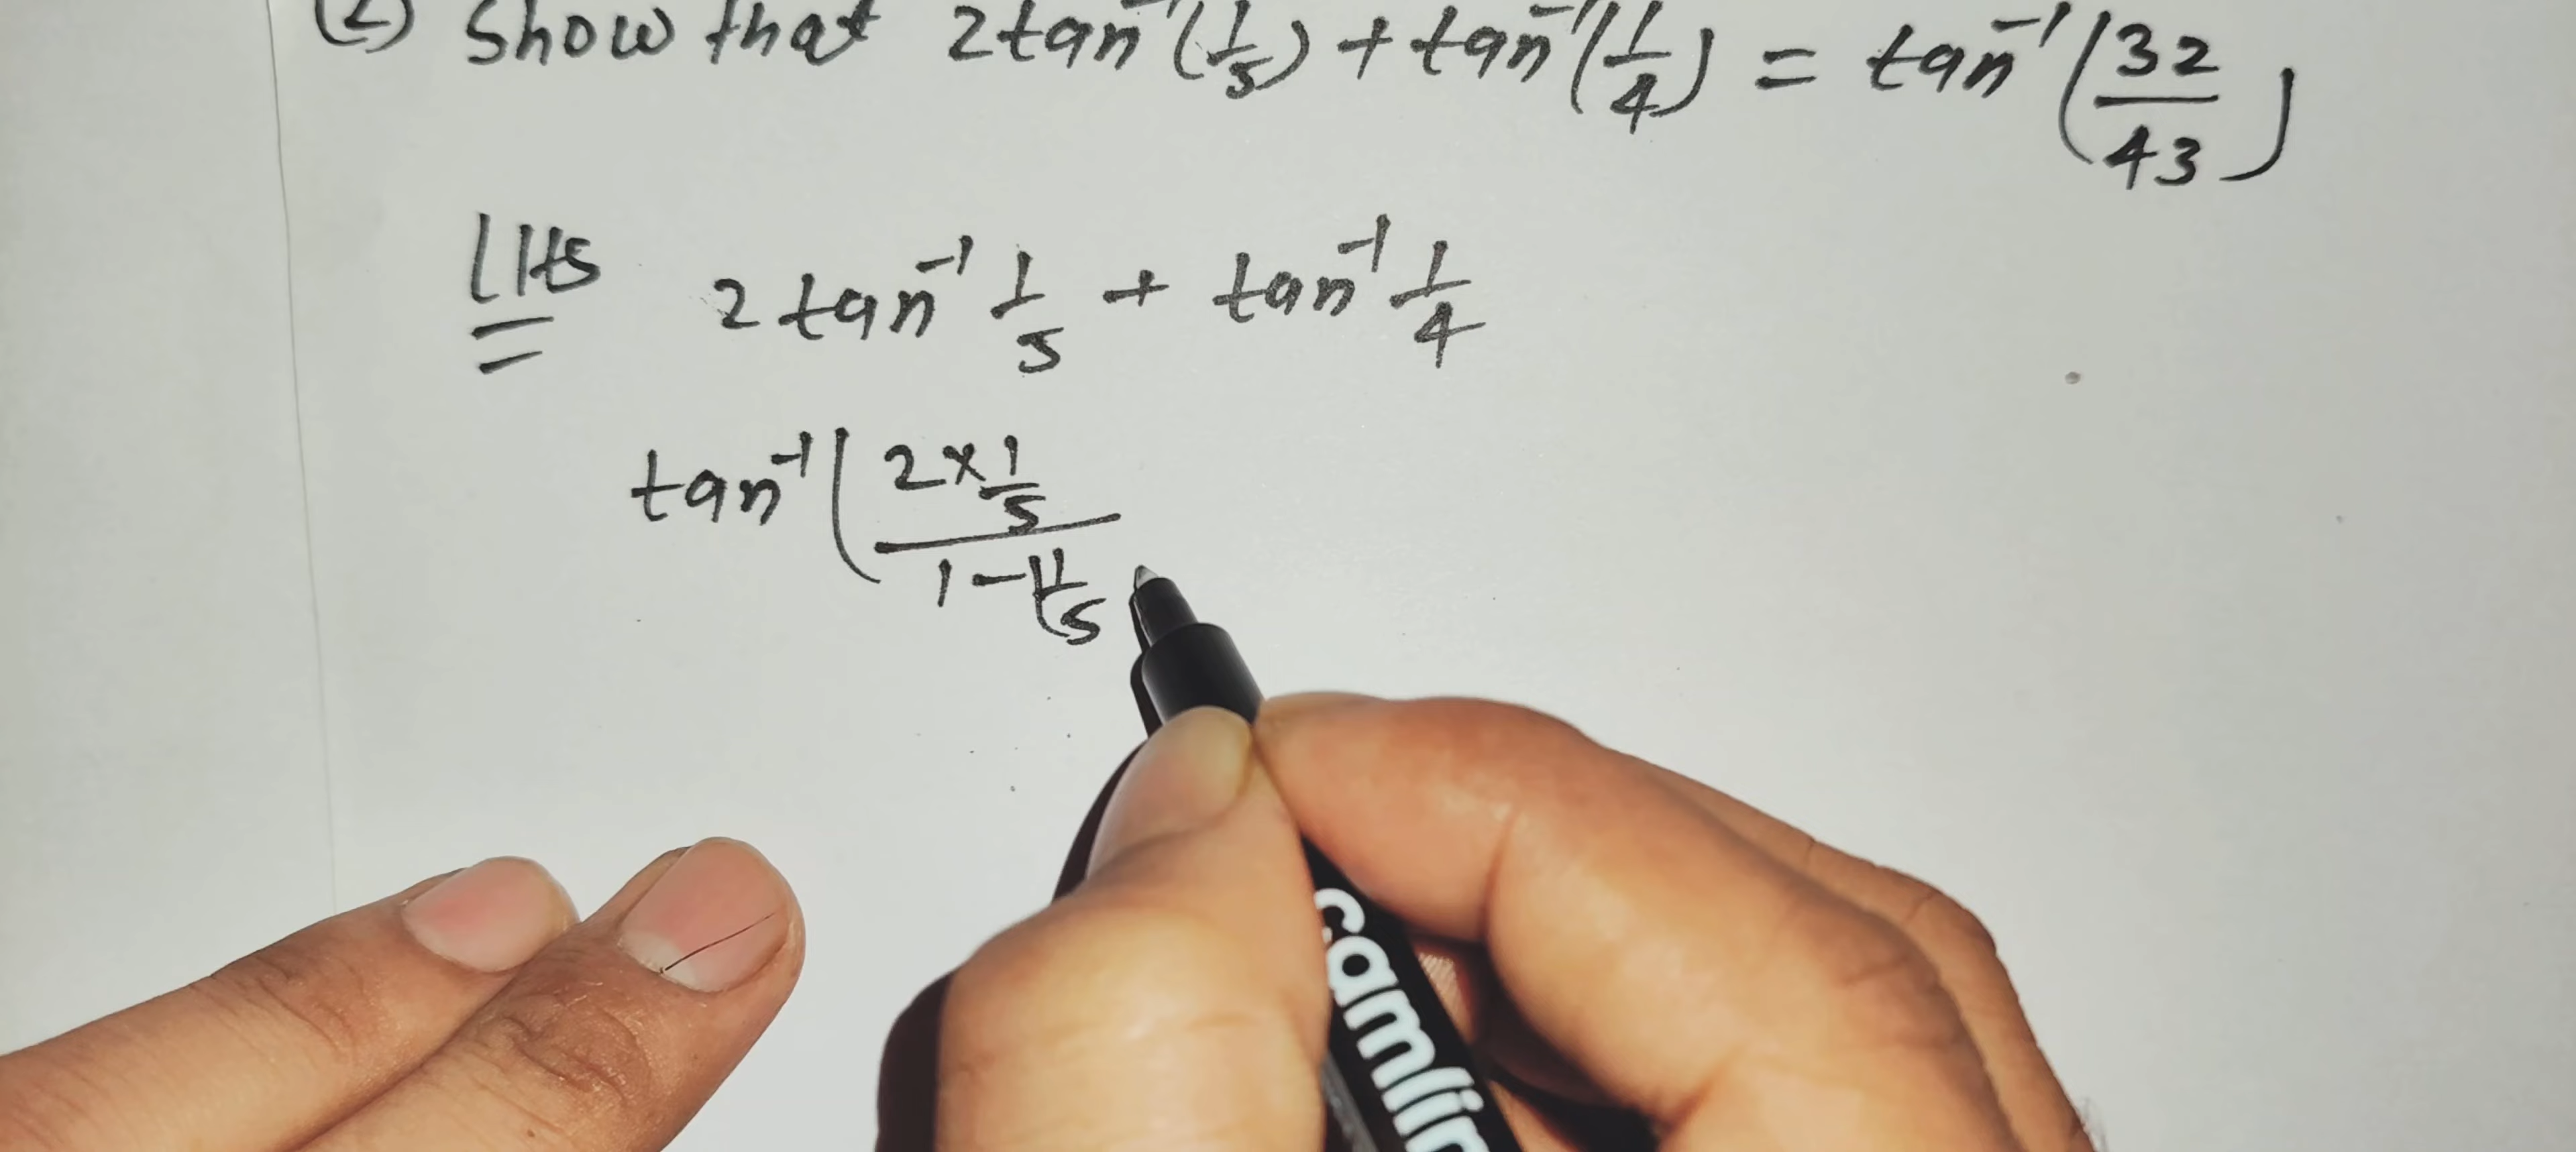 (2) Show that 2tan⁻¹(1/5) + tan⁻¹(1/4) = tan⁻¹(32/43)
LHS 2tan⁻¹ 1/5 + tan⁻¹ 1/4
tan⁻¹( 2×1/5 / 1-(1/5
camlin